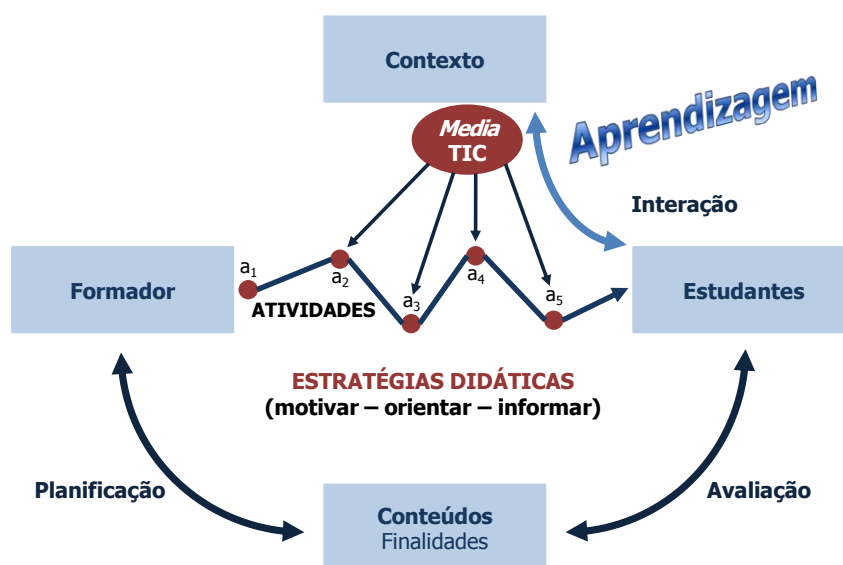 Contexto
Aprendizagem
Media
TIC
Interação
Formador
a1
a2
a3
a4
a5
ATIVIDADES
Estudantes
ESTRATÉGIAS DIDÁTICAS
(motivar – orientar – informar)
Planificação
Avaliação
Conteúdos
Finalidades